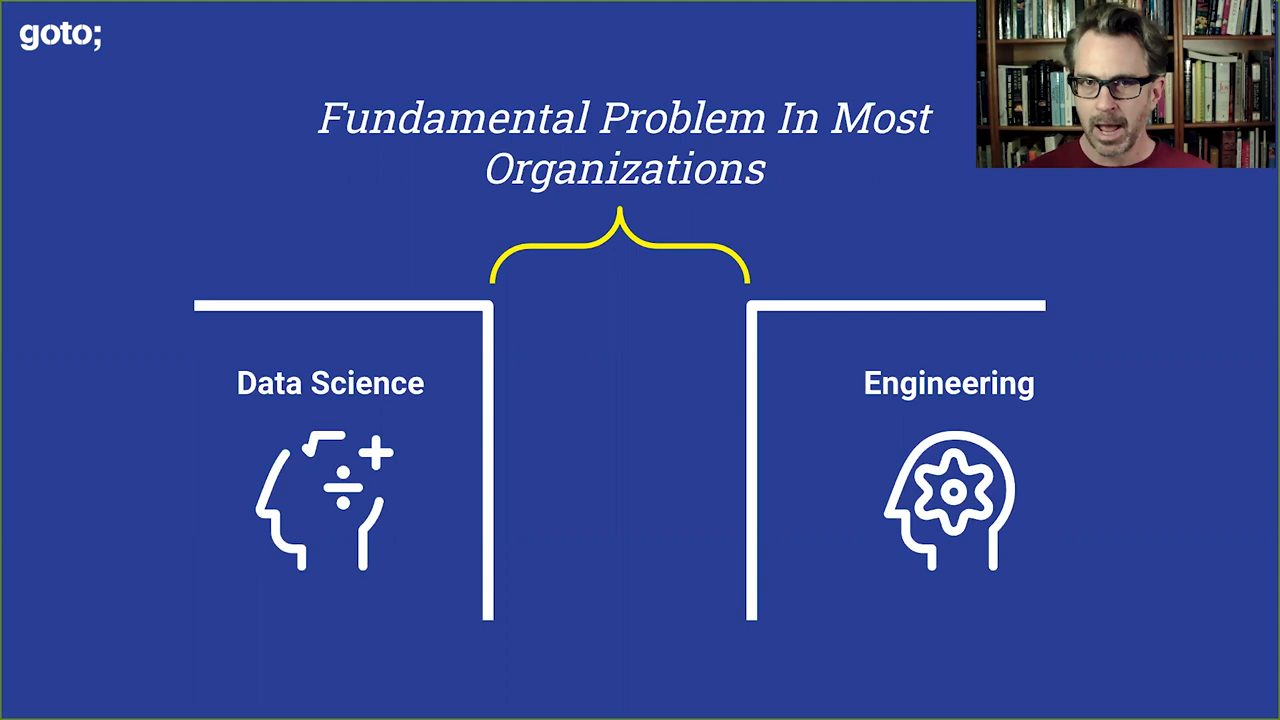 goto;
Fundamental Problem In Most
Organizations
Data Science
Engineering